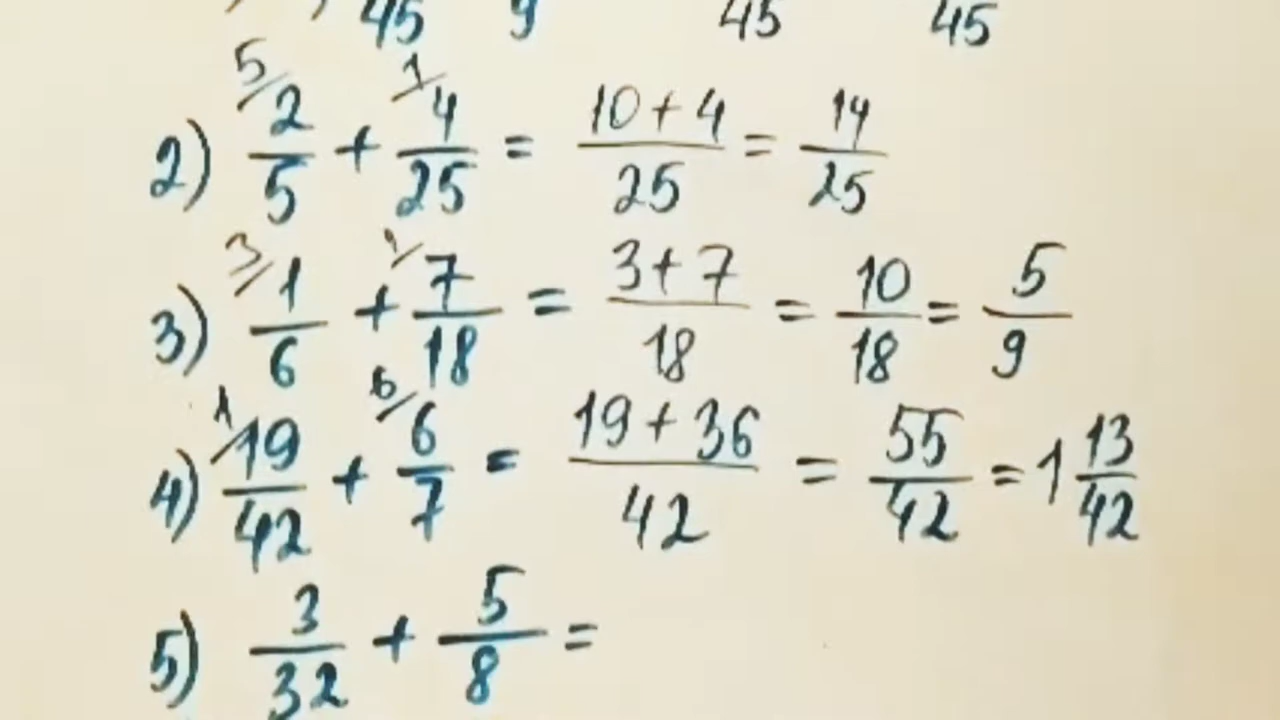 45 9 45 45
2) 5/ 2/5 + 1/ 4/25 = 10+4/25 = 14/25
3) 3/ 1/6 + 1/ 7/18 = 3+7/18 = 10/18 = 5/9
4) 1/ 19/42 + 6/ 6/7 = 19+36/42 = 55/42 = 1 13/42
5) 3/32 + 5/8 =